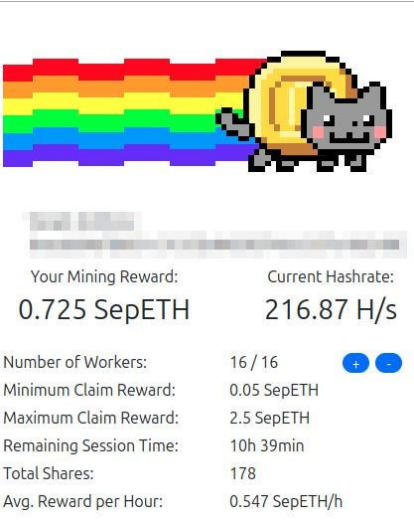 Your Mining Reward: Current Hashrate:
0.725 SepETH 216.87 H/s
Number of Workers: 16 / 16 + -
Minimum Claim Reward: 0.05 SepETH
Maximum Claim Reward: 2.5 SepETH
Remaining Session Time: 10h 39min
Total Shares: 178
Avg. Reward per Hour: 0.547 SepETH/h